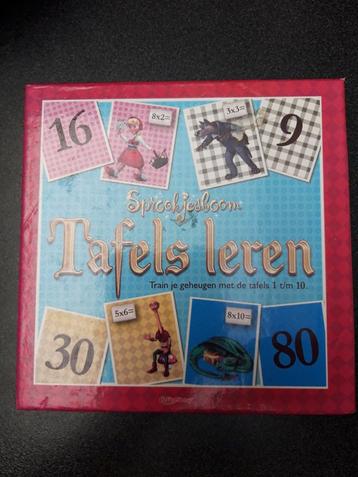 16
8x2=
3x3=
9
Sprookjesboom
Tafels leren
Train je geheugen met de tafels 1 t/m 10.
30
5x6=
8x10=
80